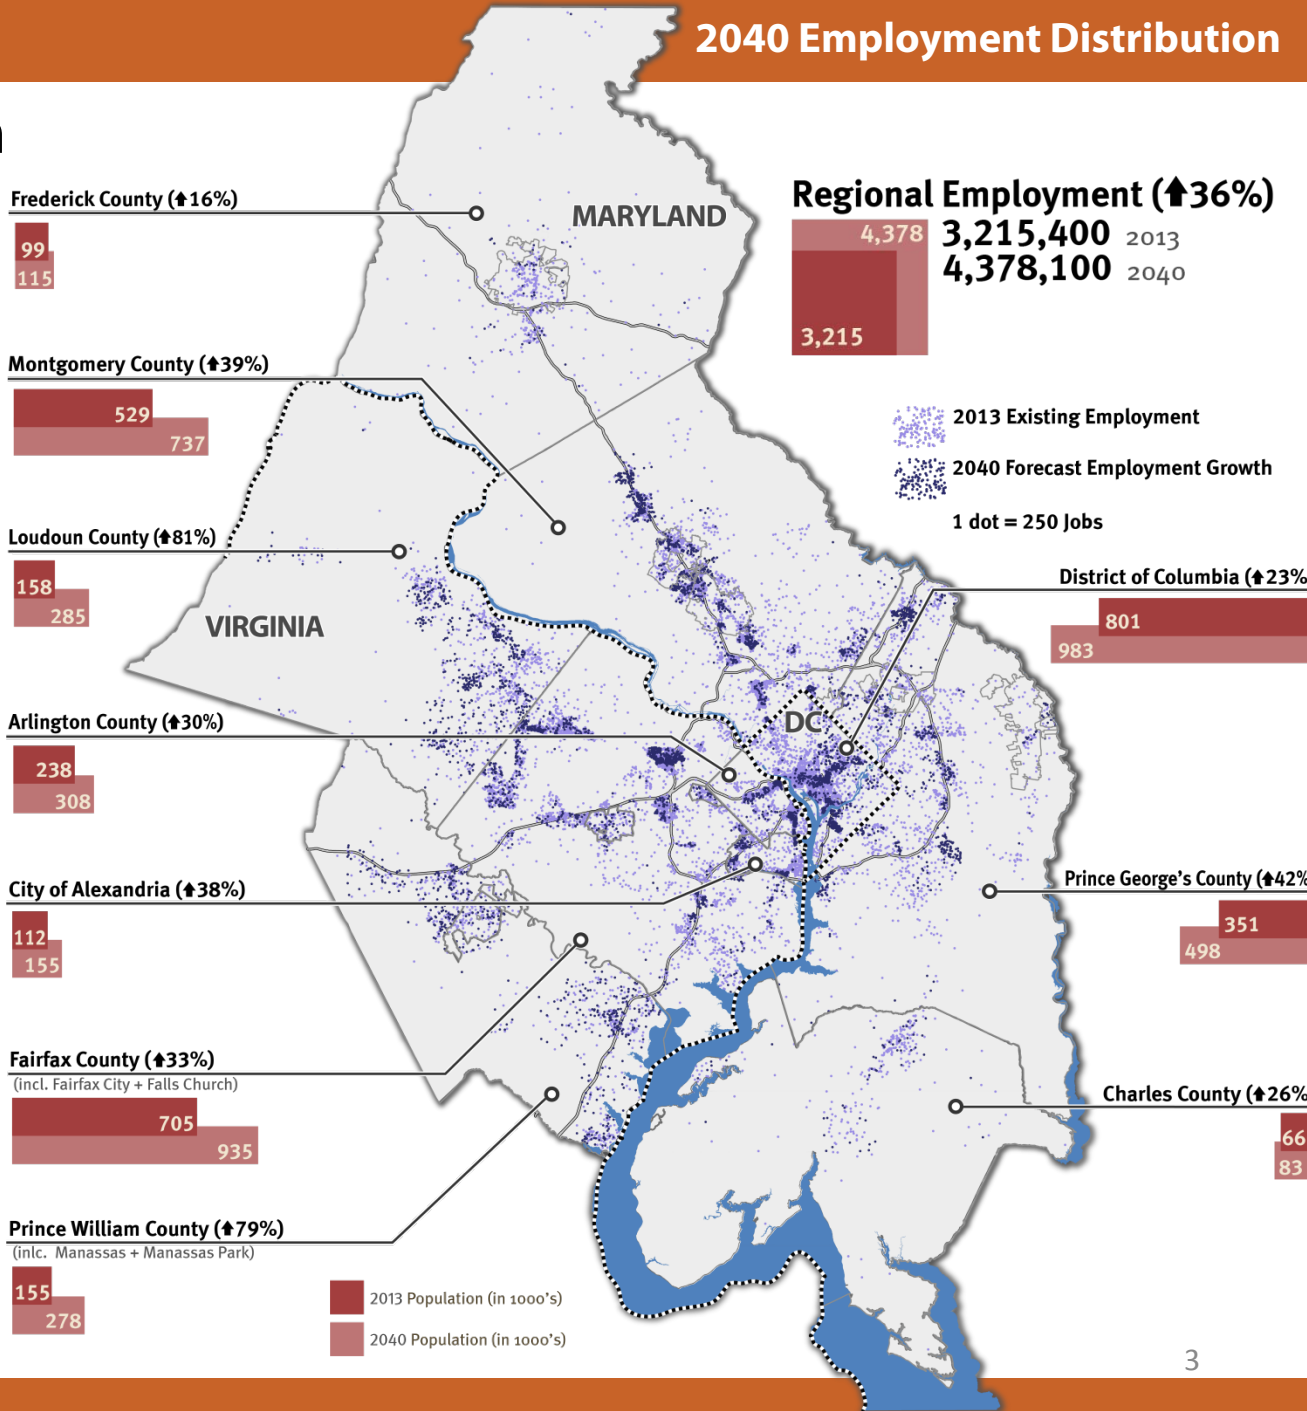 2040 Employment Distribution
Frederick County (⬆16%)
99
115
MARYLAND
Regional Employment (⬆36%)
4,378
3,215,400 2013
4,378,100 2040
3,215
Montgomery County (⬆39%)
529
737
2013 Existing Employment
2040 Forecast Employment Growth
1 dot = 250 Jobs
Loudoun County (⬆81%)
158
285
VIRGINIA
District of Columbia (⬆23%
801
983
Arlington County (⬆30%)
238
308
DC
City of Alexandria (⬆38%)
112
155
Prince George's County (⬆42%
351
498
Fairfax County (⬆33%)
(incl. Fairfax City + Falls Church)
705
935
Charles County (⬆26%
66
83
Prince William County (⬆79%)
(inlc. Manassas + Manassas Park)
155
278
2013 Population (in 1000's)
2040 Population (in 1000's)
3